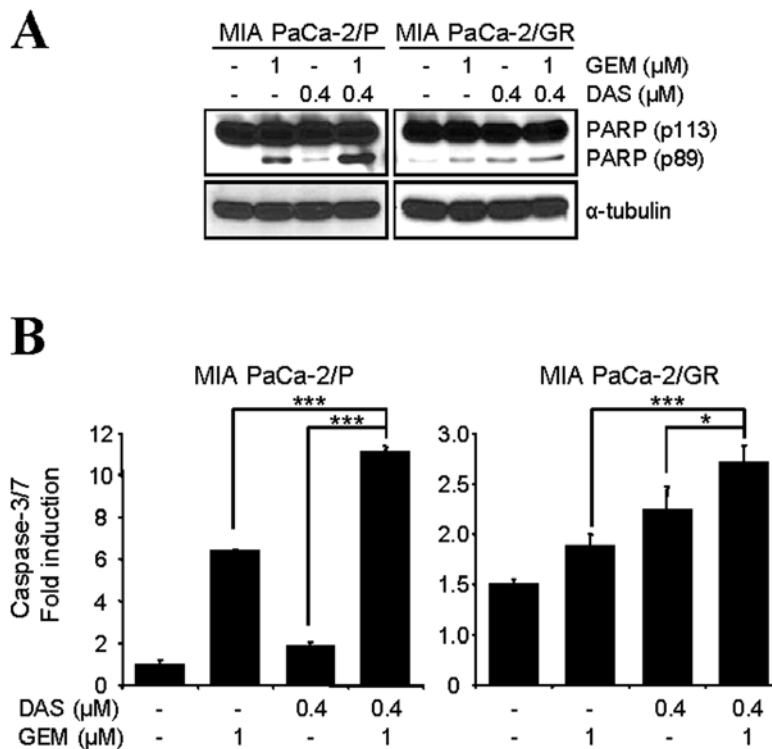 A
MIA PaCa-2/P MIA PaCa-2/GR
- 1 - 1 - 1 - 1 GEM (µM)
- - 0.4 0.4 - - 0.4 0.4 DAS (µM)
PARP (p113)
PARP (p89)
α-tubulin
B
MIA PaCa-2/P MIA PaCa-2/GR
*** ***
*** *
12 3.0
10 2.5
8 2.0
6 1.5
4 1.0
2 1.5
0 1.0
Caspase-3/7
Fold induction
DAS (µM) - - 0.4 0.4 - - 0.4 0.4
GEM (µM) - 1 - 1 - 1 - 1